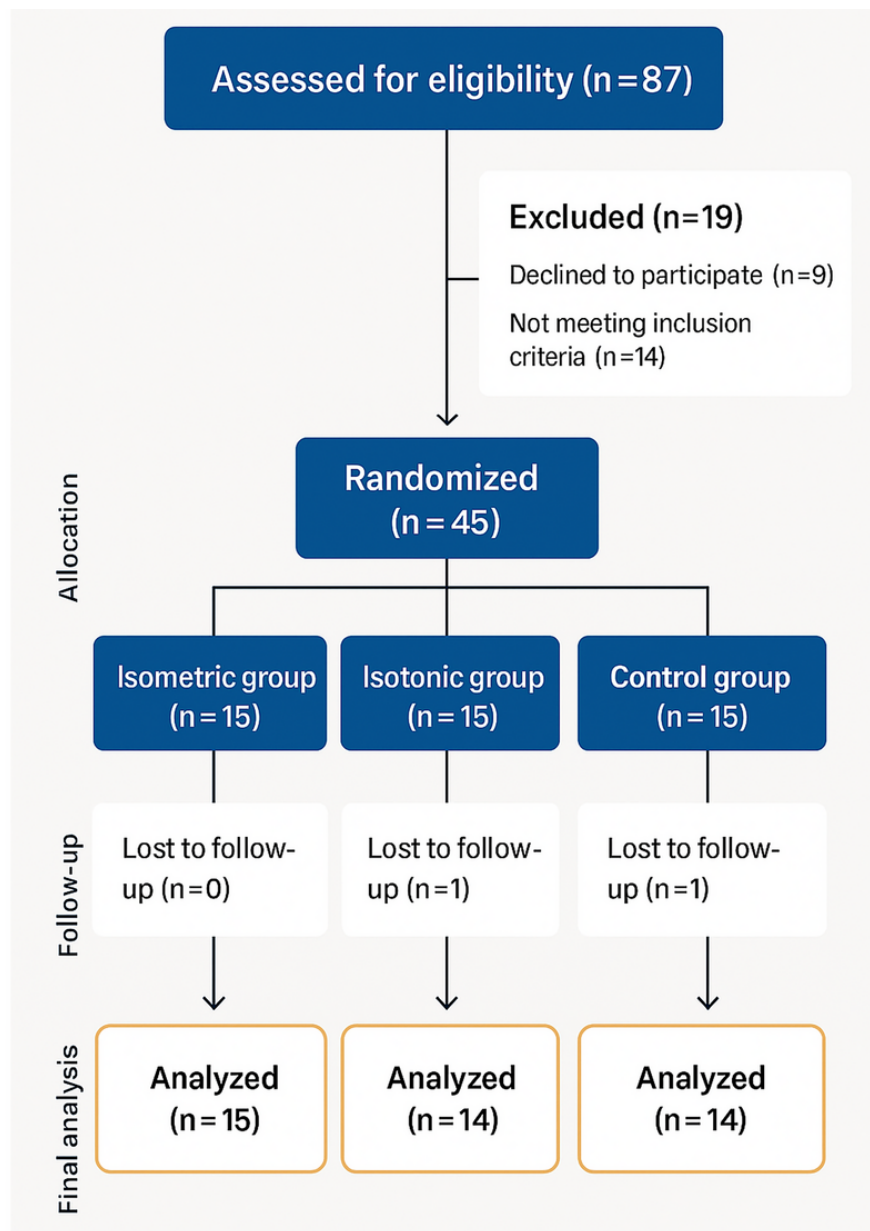 Assessed for eligibility (n=87)
Excluded (n=19)
Declined to participate (n=9)
Not meeting inclusion
criteria (n=14)
Allocation
Randomized
(n=45)
Isometric group
(n=15)
Isotonic group
(n=15)
Control group
(n=15)
Follow-up
Lost to follow-
up (n=0)
Lost to follow-
up (n=1)
Lost to follow-
up (n=1)
Final analysis
Analyzed
(n=15)
Analyzed
(n=14)
Analyzed
(n=14)